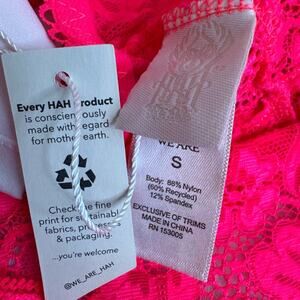 Every HAH product
is consciously
made with regard
for mother earth.
Check the fine
print for sustainable
fabrics, process
& packaging.
...you're welcome
@WE_ARE_HAH
WE ARE
S
Body: 88% Nylon
(60% Recycled)
12% Spandex
EXCLUSIVE OF TRIMS
MADE IN CHINA
RN 153005